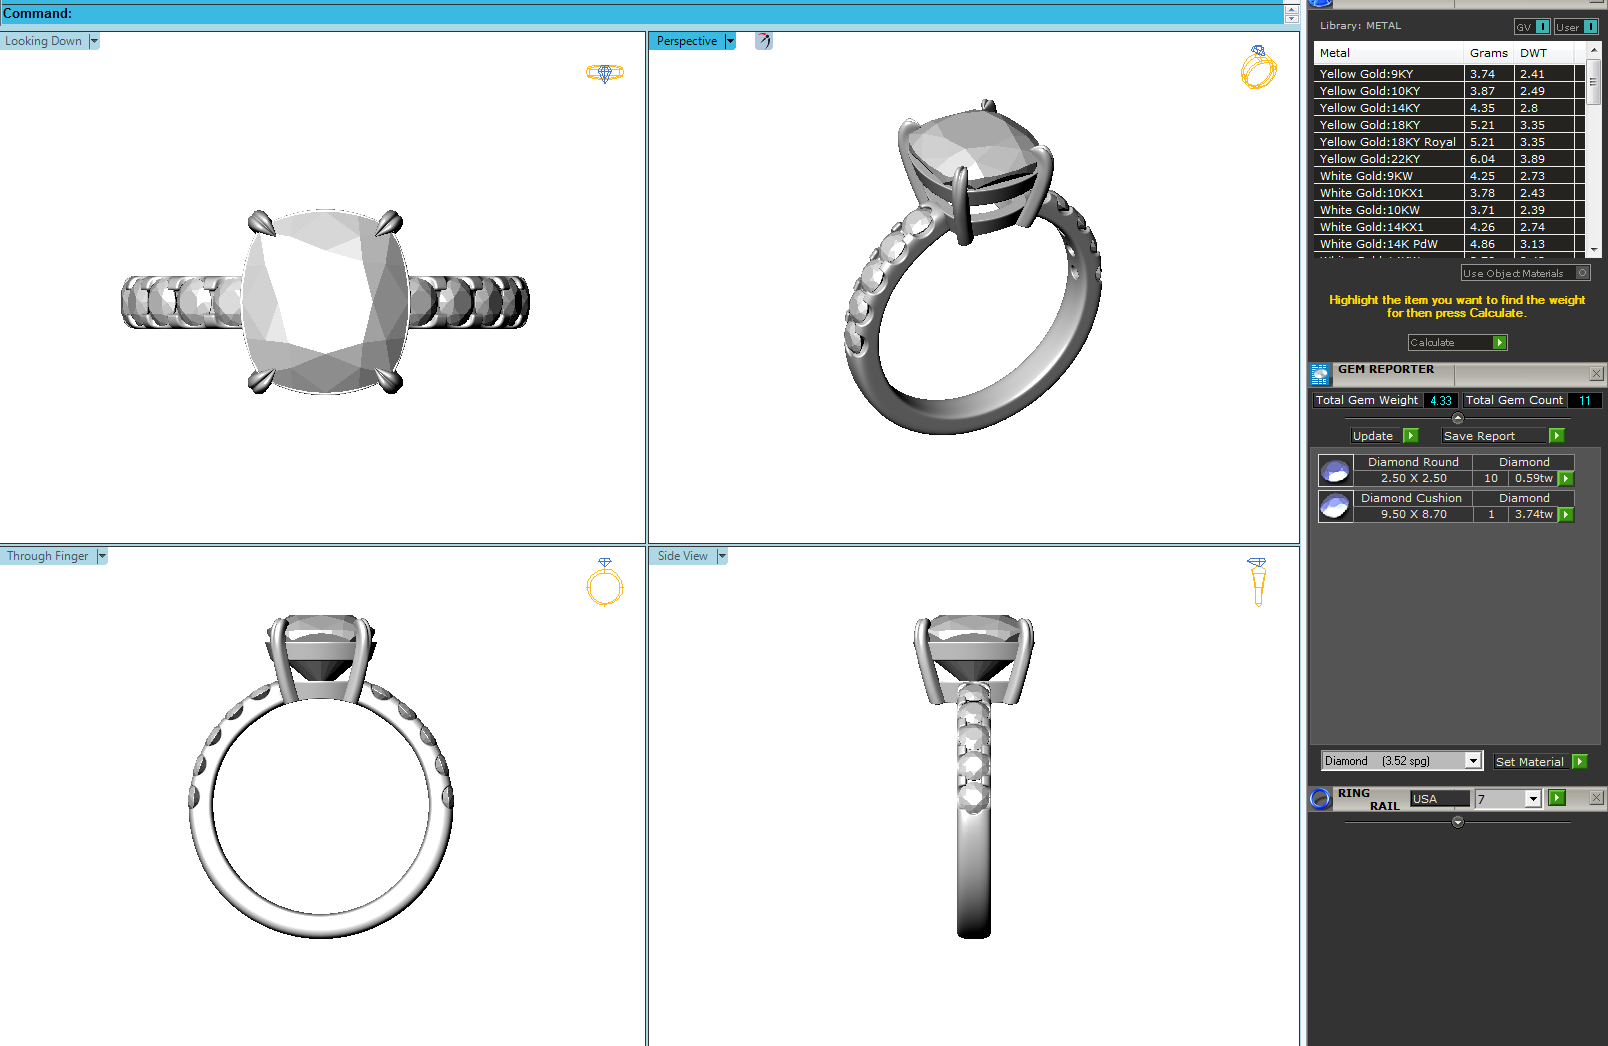 Command:
Looking Down
Perspective
Through Finger
Side View
Library: METAL
GV I User I
Metal Grams DWT
Yellow Gold:9KY 3.74 2.41
Yellow Gold:10KY 3.87 2.49
Yellow Gold:14KY 4.35 2.8
Yellow Gold:18KY 5.21 3.35
Yellow Gold:18KY Royal 5.21 3.35
Yellow Gold:22KY 6.04 3.89
White Gold:9KW 4.25 2.73
White Gold:10KX1 3.78 2.43
White Gold:10KW 3.71 2.39
White Gold:14KX1 4.26 2.74
White Gold:14K PdW 4.86 3.13
Use Object Materials
Highlight the item you want to find the weight
for then press Calculate.
Calculate
GEM REPORTER
Total Gem Weight 4.33 Total Gem Count 11
Update Save Report
Diamond Round Diamond
2.50 X 2.50 10 0.59tw
Diamond Cushion Diamond
9.50 X 8.70 1 3.74tw
Diamond (3.52 spg) Set Material
RING
RAIL USA 7